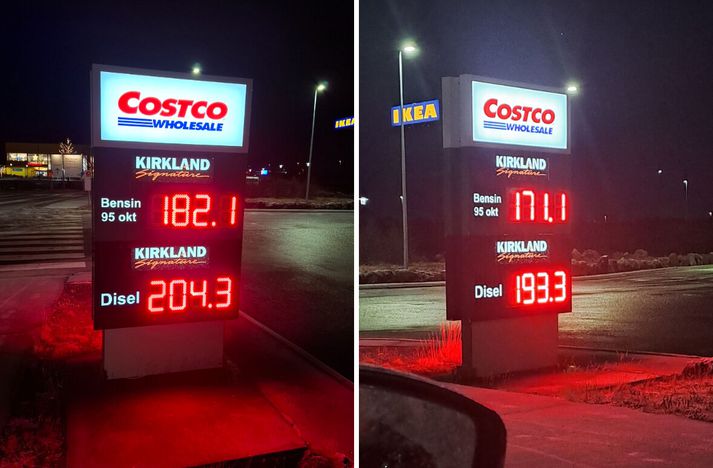 COSTCO
WHOLESALE
KIRKLAND
Signature
Bensin
95 okt
182.1
KIRKLAND
Signature
Disel
204.3
IKEA
IKEA
COSTCO
WHOLESALE
KIRKLAND
Signature
Bensin
95 okt
171.1
KIRKLAND
Signature
Disel
193.3